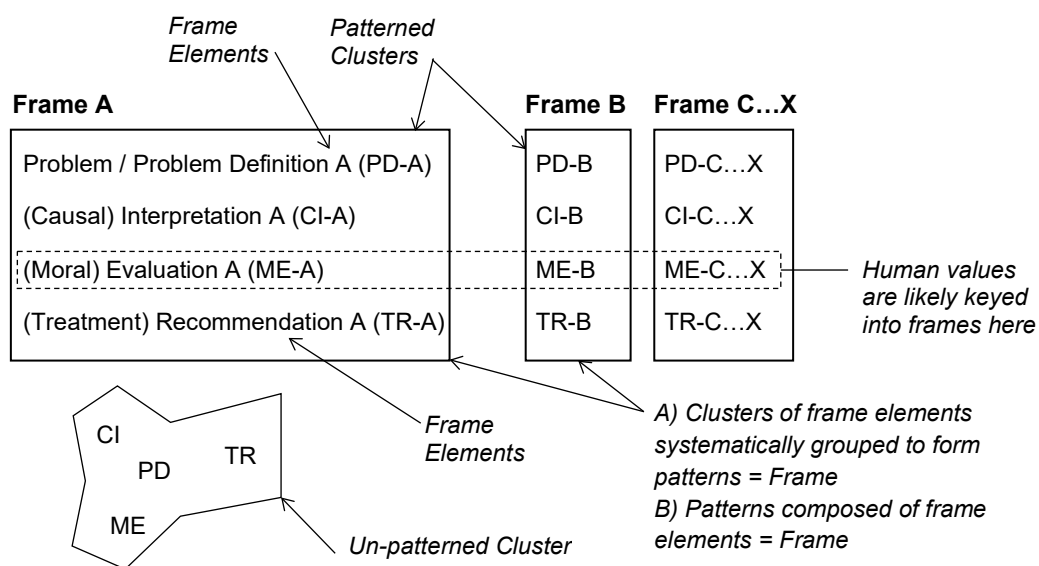 Frame
Elements
Patterned
Clusters
Frame A
Frame B
Frame C…X
Problem / Problem Definition A (PD-A)
PD-B
PD-C…X
(Causal) Interpretation A (CI-A)
CI-B
CI-C…X
(Moral) Evaluation A (ME-A)
ME-B
ME-C…X
Human values
are likely keyed
into frames here
(Treatment) Recommendation A (TR-A)
TR-B
TR-C…X
CI
PD
TR
ME
Frame
Elements
Un-patterned Cluster
A) Clusters of frame elements
systematically grouped to form
patterns = Frame
B) Patterns composed of frame
elements = Frame